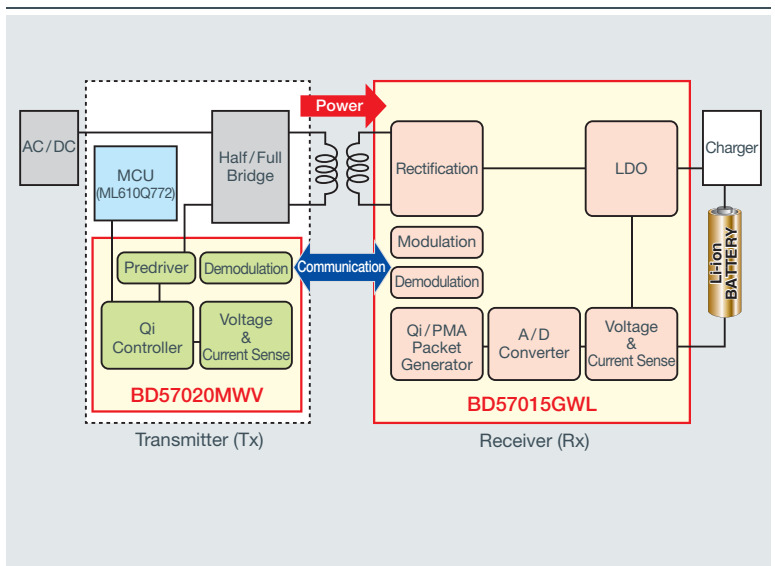 Power
AC/DC
MCU
(ML610Q772)
Half/Full
Bridge
Rectification
LDO
Charger
Li-ion
BATTERY
Modulation
Communication
Predriver
Demodulation
Demodulation
Qi
Controller
Voltage
&
Current Sense
Qi/PMA
Packet
Generator
A/D
Converter
Voltage
&
Current Sense
BD57020MWV
BD57015GWL
Transmitter (Tx)
Receiver (Rx)